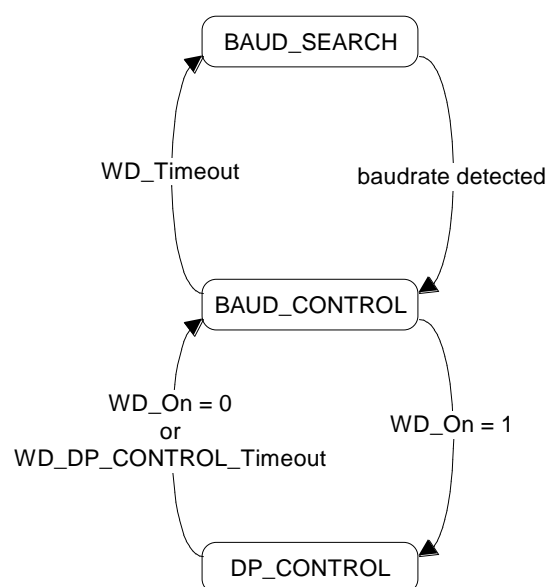 BAUD_SEARCH
WD_Timeout
baudrate detected
BAUD_CONTROL
WD_On = 0
or
WD_DP_CONTROL_Timeout
WD_On = 1
DP_CONTROL